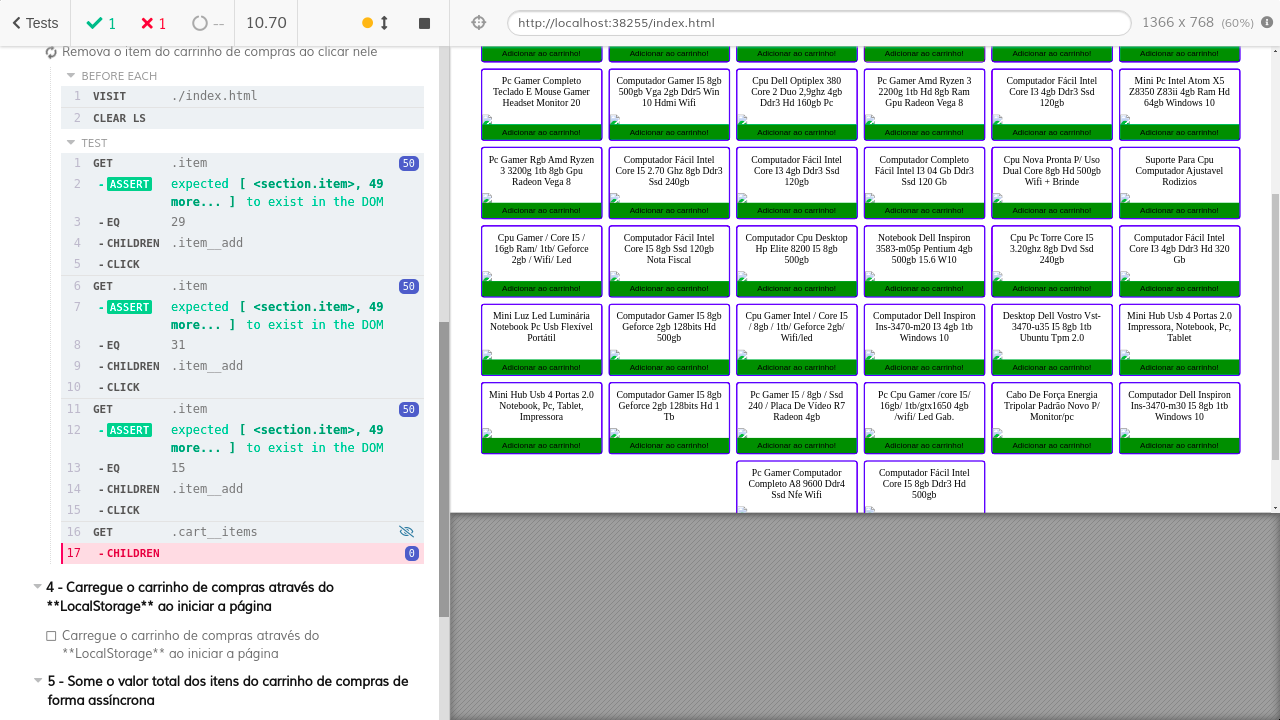 Tests
1
1
--
10.70
http://localhost:38255/index.html
1366 x 768 (60%)
Remova o item do carrinho de compras ao clicar nele
BEFORE EACH
1 VISIT ./index.html
2 CLEAR LS
TEST
1 GET .item 50
2 -ASSERT expected [ <section.item>, 49
more... ] to exist in the DOM
3 -EQ 29
4 -CHILDREN .item__add
5 -CLICK
6 GET .item 50
7 -ASSERT expected [ <section.item>, 49
more... ] to exist in the DOM
8 -EQ 31
9 -CHILDREN .item__add
10 -CLICK
11 GET .item 50
12 -ASSERT expected [ <section.item>, 49
more... ] to exist in the DOM
13 -EQ 15
14 -CHILDREN .item__add
15 -CLICK
16 GET .cart__items
17 -CHILDREN 0
4 - Carregue o carrinho de compras através do
**LocalStorage** ao iniciar a página
Carregue o carrinho de compras através do
**LocalStorage** ao iniciar a página
5 - Some o valor total dos itens do carrinho de compras de
forma assíncrona
Adicionar ao carrinho! Adicionar ao carrinho! Adicionar ao carrinho! Adicionar ao carrinho! Adicionar ao carrinho! Adicionar ao carrinho!
Pc Gamer Completo
Teclado E Mouse Gamer
Headset Monitor 20
Adicionar ao carrinho!
Computador Gamer I5 8gb
500gb Vga 2gb Ddr5 Win
10 Hdmi Wifi
Adicionar ao carrinho!
Cpu Dell Optiplex 380
Core 2 Duo 2,9ghz 4gb
Ddr3 Hd 160gb Pc
Adicionar ao carrinho!
Pc Gamer Amd Ryzen 3
2200g 1tb Hd 8gb Ram
Gpu Radeon Vega 8
Adicionar ao carrinho!
Computador Fácil Intel
Core I3 4gb Ddr3 Ssd
120gb
Adicionar ao carrinho!
Mini Pc Intel Atom X5
Z8350 Z83ii 4gb Ram Hd
64gb Windows 10
Adicionar ao carrinho!
Pc Gamer Rgb Amd Ryzen
3 3200g 1tb 8gb Gpu
Radeon Vega 8
Adicionar ao carrinho!
Computador Fácil Intel
Core I5 2.70 Ghz 8gb Ddr3
Ssd 240gb
Adicionar ao carrinho!
Computador Fácil Intel
Core I3 4gb Ddr3 Ssd
120gb
Adicionar ao carrinho!
Computador Completo
Fácil Intel I3 04 Gb Ddr3
Ssd 120 Gb
Adicionar ao carrinho!
Cpu Nova Pronta P/ Uso
Dual Core 8gb Hd 500gb
Wifi + Brinde
Adicionar ao carrinho!
Suporte Para Cpu
Computador Ajustavel
Rodizios
Adicionar ao carrinho!
Cpu Gamer / Core I5 /
16gb Ram/ 1tb/ Geforce
2gb / Wifi/ Led
Adicionar ao carrinho!
Computador Fácil Intel
Core I5 8gb Ssd 120gb
Nota Fiscal
Adicionar ao carrinho!
Computador Cpu Desktop
Hp Elite 8200 I5 8gb
500gb
Adicionar ao carrinho!
Notebook Dell Inspiron
3583-m05p Pentium 4gb
500gb 15.6 W10
Adicionar ao carrinho!
Cpu Pc Torre Core I5
3.20ghz 8gb Dvd Ssd
240gb
Adicionar ao carrinho!
Computador Fácil Intel
Core I3 4gb Ddr3 Hd 320
Gb
Adicionar ao carrinho!
Mini Luz Led Luminária
Notebook Pc Usb Flexível
Portátil
Adicionar ao carrinho!
Computador Gamer I5 8gb
Geforce 2gb 128bits Hd
500gb
Adicionar ao carrinho!
Cpu Gamer Intel / Core I5
/ 8gb / 1tb/ Geforce 2gb/
Wifi/led
Adicionar ao carrinho!
Computador Dell Inspiron
Ins-3470-m20 I3 4gb 1tb
Windows 10
Adicionar ao carrinho!
Desktop Dell Vostro Vst-
3470-u35 I5 8gb 1tb
Ubuntu Tpm 2.0
Adicionar ao carrinho!
Mini Hub Usb 4 Portas 2.0
Impressora, Notebook, Pc,
Tablet
Adicionar ao carrinho!
Mini Hub Usb 4 Portas 2.0
Notebook, Pc, Tablet,
Impressora
Adicionar ao carrinho!
Computador Gamer I5 8gb
Geforce 2gb 128bits Hd 1
Tb
Adicionar ao carrinho!
Pc Gamer I5 / 8gb / Ssd
240 / Placa De Vídeo R7
Radeon 4gb
Adicionar ao carrinho!
Pc Cpu Gamer /core I5/
16gb/ 1tb/gtx1650 4gb
/wifi/ Led Gab.
Adicionar ao carrinho!
Cabo De Força Energia
Tripolar Padrão Novo P/
Monitor/pc
Adicionar ao carrinho!
Computador Dell Inspiron
Ins-3470-m30 I5 8gb 1tb
Windows 10
Adicionar ao carrinho!
Pc Gamer Computador
Completo A8 9600 Ddr4
Ssd Nfe Wifi
Computador Fácil Intel
Core I5 8gb Ddr3 Hd
500gb